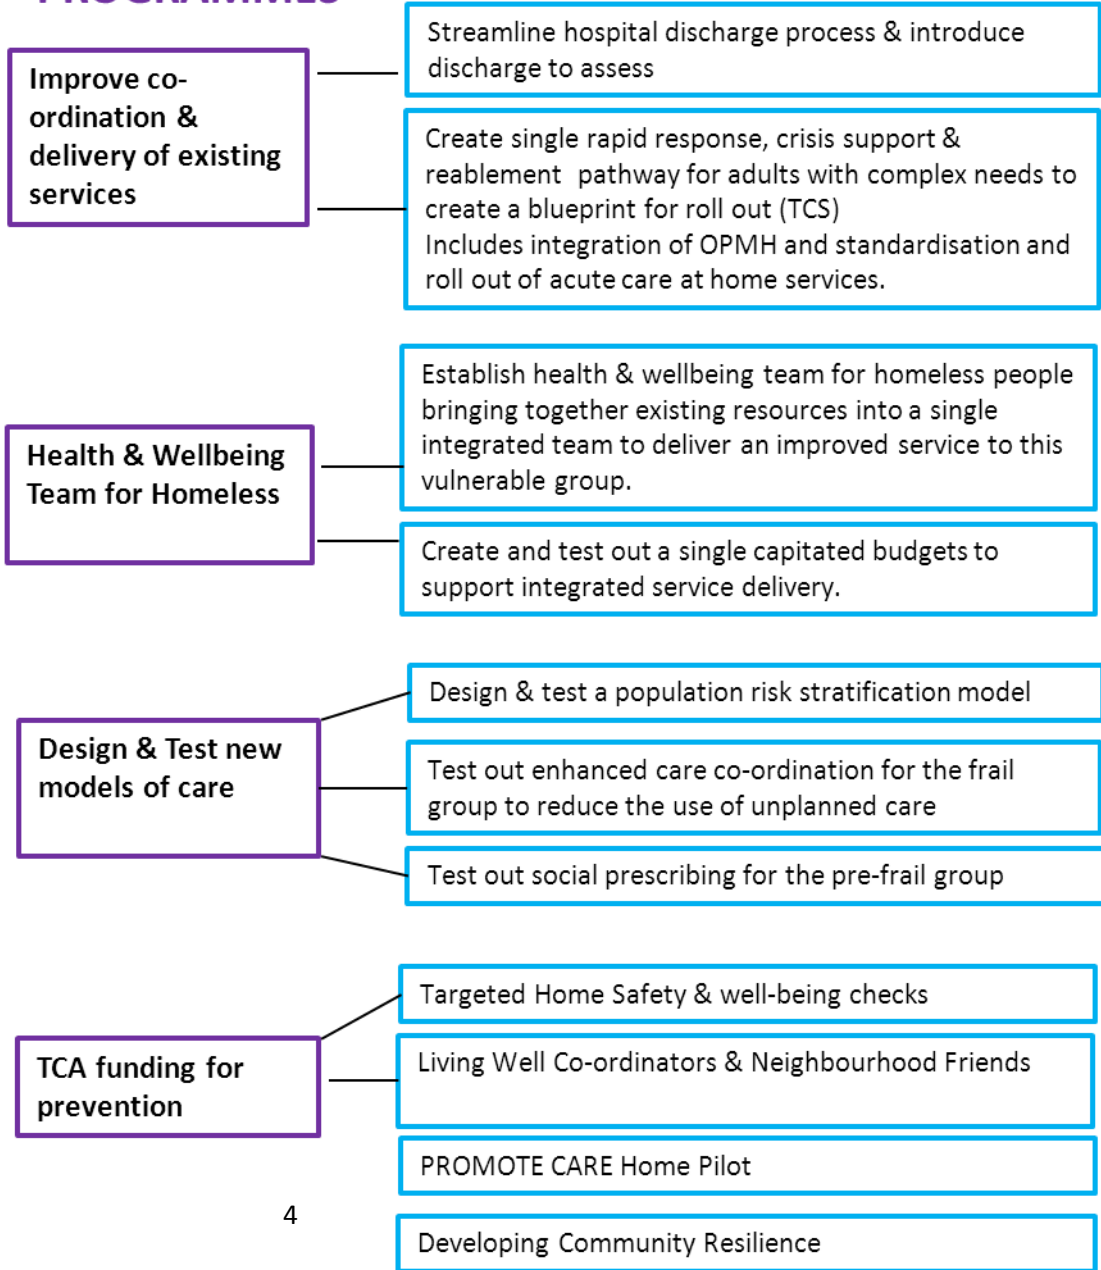 PROGRAMMES
Improve co-
ordination &
delivery of existing
services
Streamline hospital discharge process & introduce
discharge to assess
Create single rapid response, crisis support &
reablement pathway for adults with complex needs to
create a blueprint for roll out (TCS)
Includes integration of OPMH and standardisation and
roll out of acute care at home services.
Health & Wellbeing
Team for Homeless
Establish health & wellbeing team for homeless people
bringing together existing resources into a single
integrated team to deliver an improved service to this
vulnerable group.
Create and test out a single capitated budgets to
support integrated service delivery.
Design & Test new
models of care
Design & test a population risk stratification model
Test out enhanced care co-ordination for the frail
group to reduce the use of unplanned care
Test out social prescribing for the pre-frail group
TCA funding for
prevention
Targeted Home Safety & well-being checks
Living Well Co-ordinators & Neighbourhood Friends
PROMOTE CARE Home Pilot
Developing Community Resilience
4